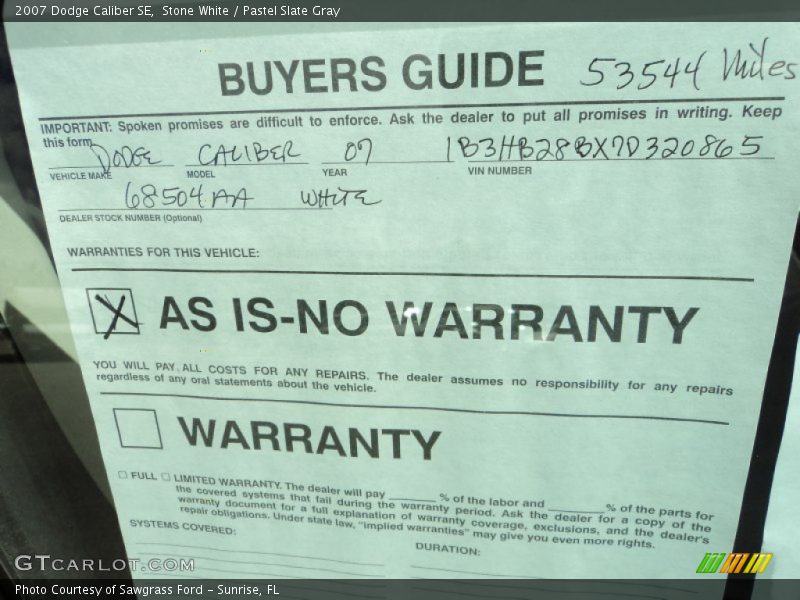 2007 Dodge Caliber SE, Stone White / Pastel Slate Gray
BUYERS GUIDE 53544 Miles
IMPORTANT: Spoken promises are difficult to enforce. Ask the dealer to put all promises in writing. Keep
this form.
DODGE CALIBER 07 1B3HB28BX7D320865
VEHICLE MAKE MODEL YEAR VIN NUMBER
68504AA WHITE
DEALER STOCK NUMBER (Optional)
WARRANTIES FOR THIS VEHICLE:
X AS IS-NO WARRANTY
YOU WILL PAY ALL COSTS FOR ANY REPAIRS. The dealer assumes no responsibility for any repairs
regardless of any oral statements about the vehicle.
WARRANTY
FULL LIMITED WARRANTY. The dealer will pay ______ % of the labor and ______ % of the parts for
the covered systems that fail during the warranty period. Ask the dealer for a copy of the
warranty document for a full explanation of warranty coverage, exclusions, and the dealer's
repair obligations. Under state law, "implied warranties" may give you even more rights.
SYSTEMS COVERED: DURATION:
GTCARLOT.COM
Photo Courtesy of Sawgrass Ford - Sunrise, FL